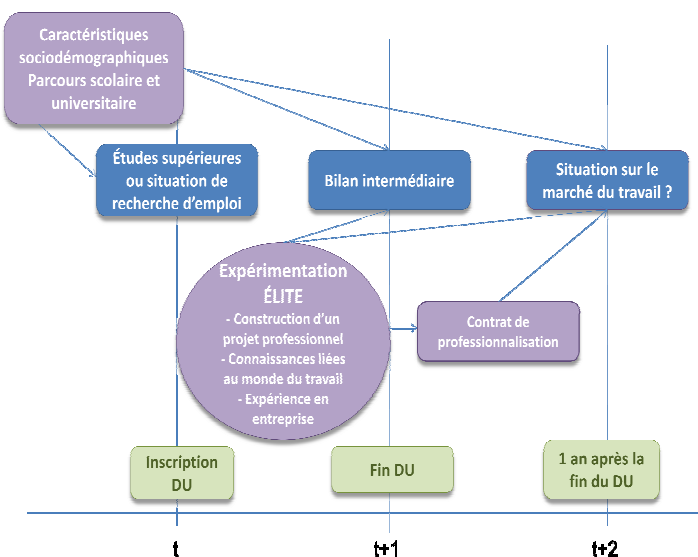 Caractéristiques
sociodémographiques
Parcours scolaire et
universitaire
Études supérieures
ou situation de
recherche d'emploi
Bilan intermédiaire
Situation sur le
marché du travail ?
Expérimentation
ÉLITE
- Construction d'un
projet professionnel
- Connaissances liées
au monde du travail
- Expérience en
entreprise
Contrat de
professionnalisation
Inscription
DU
Fin DU
1 an après la
fin du DU
t
t+1
t+2